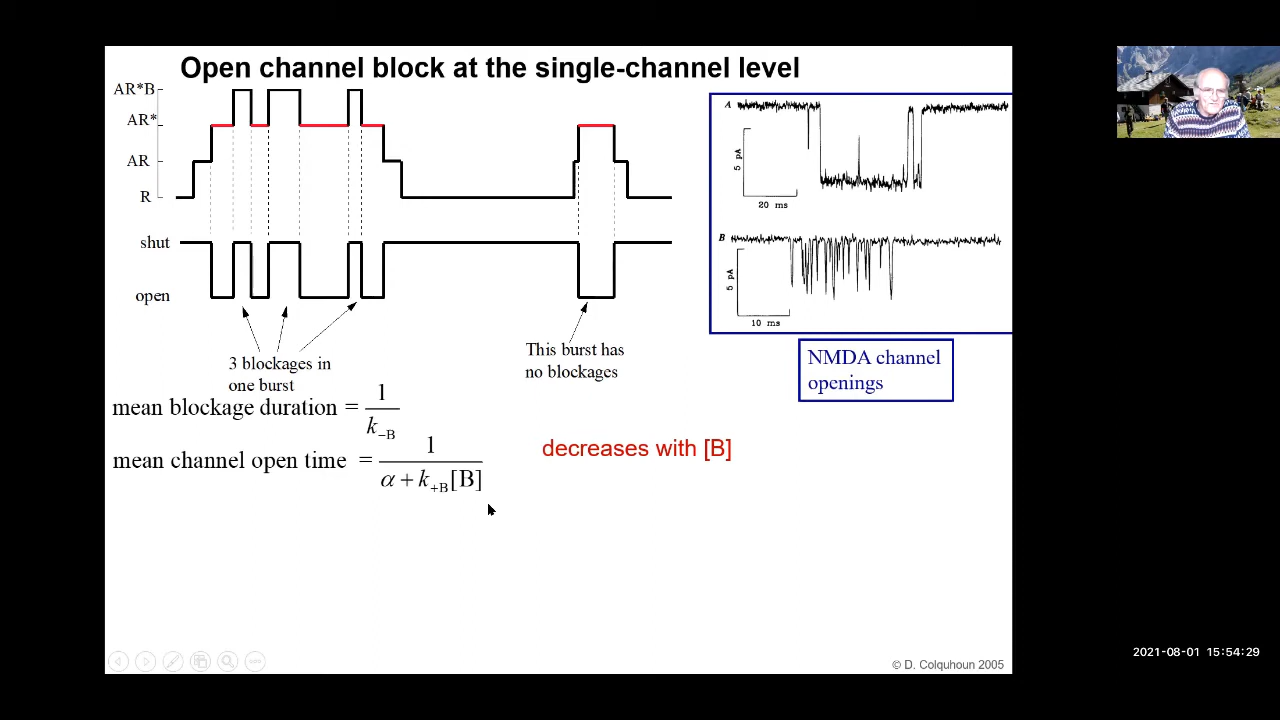 Open channel block at the single-channel level
AR*B
AR*
AR
R
shut
open
3 blockages in
one burst
This burst has
no blockages
A
5 pA
20 ms
B
5 pA
10 ms
NMDA channel
openings
mean blockage duration = 1 / k−B
mean channel open time = 1 / α + k+B[B]
decreases with [B]
© D. Colquhoun 2005
2021-08-01 15:54:29